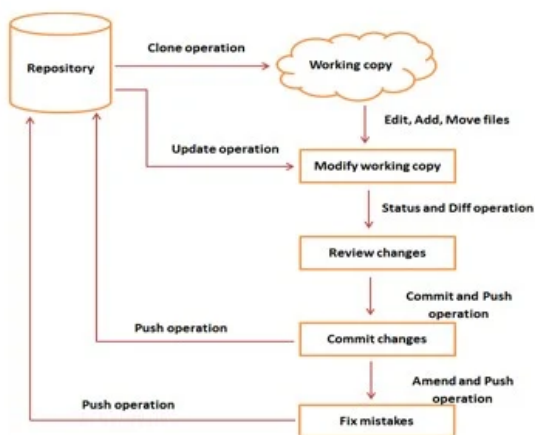 Clone operation
Repository
Working copy
Edit, Add, Move files
Update operation
Modify working copy
Status and Diff operation
Review changes
Commit and Push
operation
Push operation
Commit changes
Amend and Push
operation
Push operation
Fix mistakes